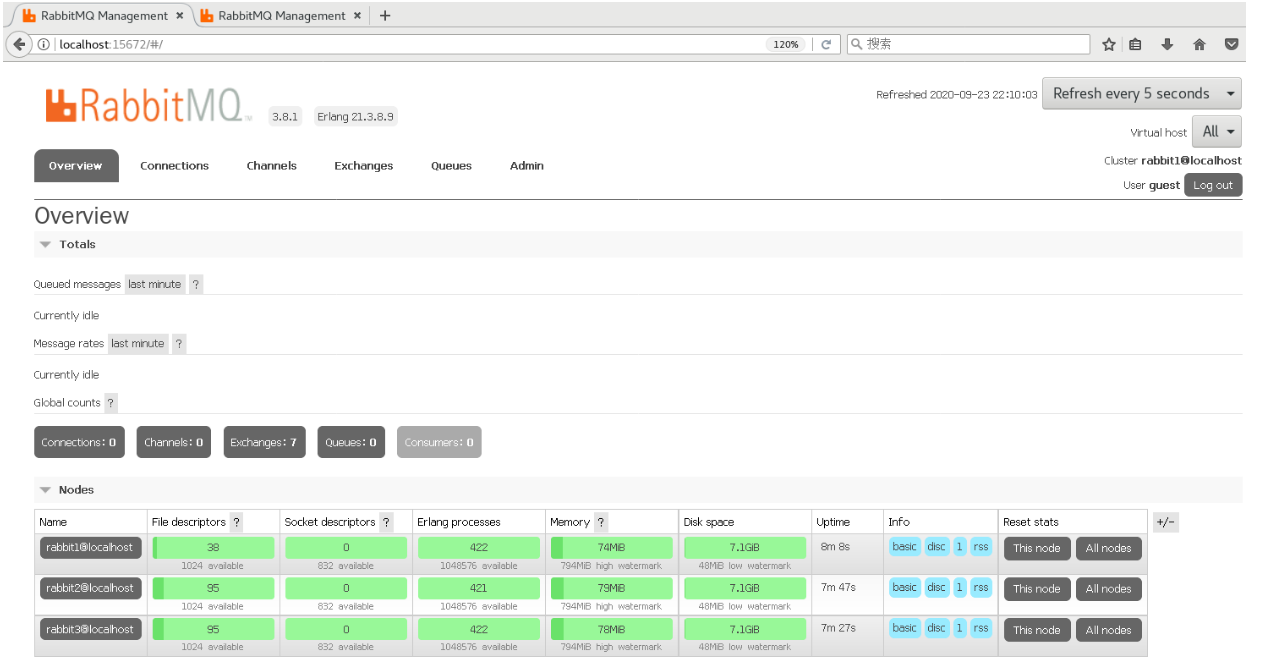 RabbitMQ Management × RabbitMQ Management × +
localhost:15672/#/ 120% 搜索
RabbitMQ TM 3.8.1 Erlang 21.3.8.9
Refreshed 2020-09-23 22:10:03 Refresh every 5 seconds
Virtual host All
Cluster rabbit1@localhost
User guest Log out
Overview Connections Channels Exchanges Queues Admin
Overview
Totals
Queued messages last minute ?
Currently idle
Message rates last minute ?
Currently idle
Global counts ?
Connections: 0 Channels: 0 Exchanges: 7 Queues: 0 Consumers: 0
Nodes
Name File descriptors ? Socket descriptors ? Erlang processes Memory ? Disk space Uptime Info Reset stats +/-
rabbit1@localhost 38 0 422 74MiB 7.1GiB 8m 8s basic disc 1 rss This node All nodes
1024 available 832 available 1048576 available 794MiB high watermark 48MiB low watermark
rabbit2@localhost 95 0 421 79MiB 7.1GiB 7m 47s basic disc 1 rss This node All nodes
1024 available 832 available 1048576 available 794MiB high watermark 48MiB low watermark
rabbit3@localhost 95 0 422 78MiB 7.1GiB 7m 27s basic disc 1 rss This node All nodes
1024 available 832 available 1048576 available 794MiB high watermark 48MiB low watermark